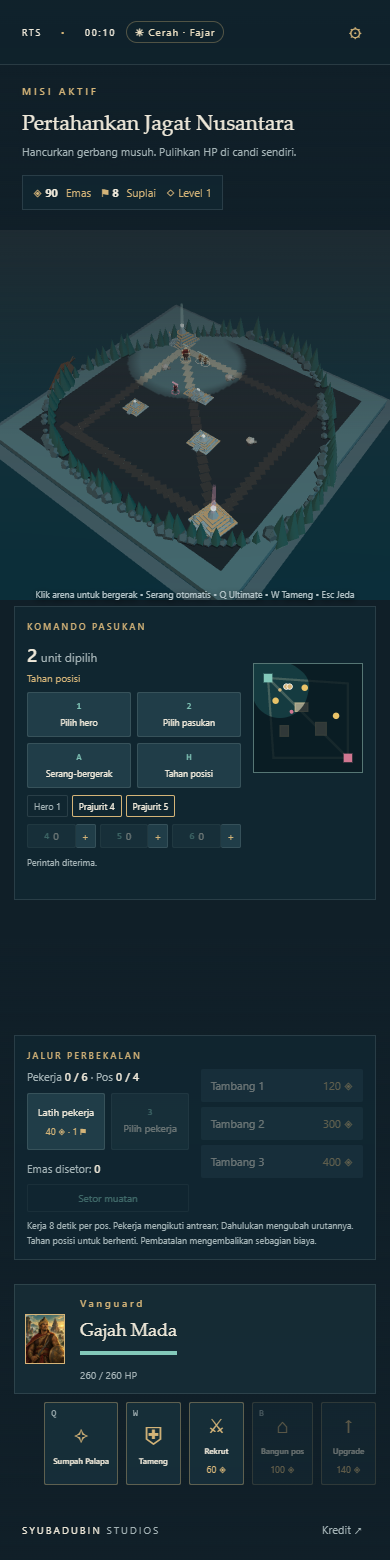 RTS • 00:10 Cerah · Fajar
MISI AKTIF
Pertahankan Jagat Nusantara
Hancurkan gerbang musuh. Pulihkan HP di candi sendiri.
90 Emas 8 Suplai Level 1
Klik arena untuk bergerak • Serang otomatis • Q Ultimate • W Tameng • Esc Jeda
KOMANDO PASUKAN
2 unit dipilih
Tahan posisi
1
Pilih hero
2
Pilih pasukan
A
Serang-bergerak
H
Tahan posisi
Hero 1 Prajurit 4 Prajurit 5
4 0 + 5 0 + 6 0 +
Perintah diterima.
JALUR PERBEKALAN
Pekerja 0 / 6 · Pos 0 / 4
Latih pekerja
40 · 1
3
Pilih pekerja
Tambang 1 120
Tambang 2 300
Tambang 3 400
Emas disetor: 0
Setor muatan
Kerja 8 detik per pos. Pekerja mengikuti antrean; Dahulukan mengubah urutannya.
Tahan posisi untuk berhenti. Pembatalan mengembalikan sebagian biaya.
Vanguard
Gajah Mada
260 / 260 HP
Q
Sumpah Palapa
W
Tameng
Rekrut
60
B
Bangun pos
100
Upgrade
140
SYUBADUBIN STUDIOS
Kredit ↗